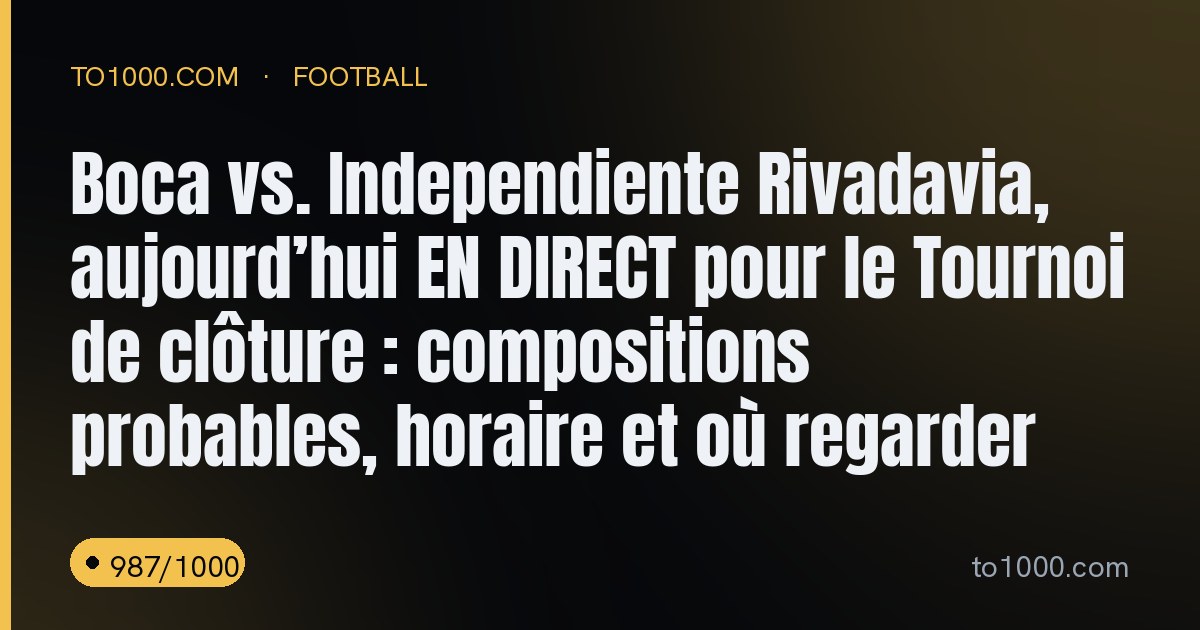 TO1000.COM · FOOTBALL
Boca vs. Independiente Rivadavia,
aujourd’hui EN DIRECT pour le Tournoi
de clôture : compositions
probables, horaire et où regarder
987/1000
to1000.com